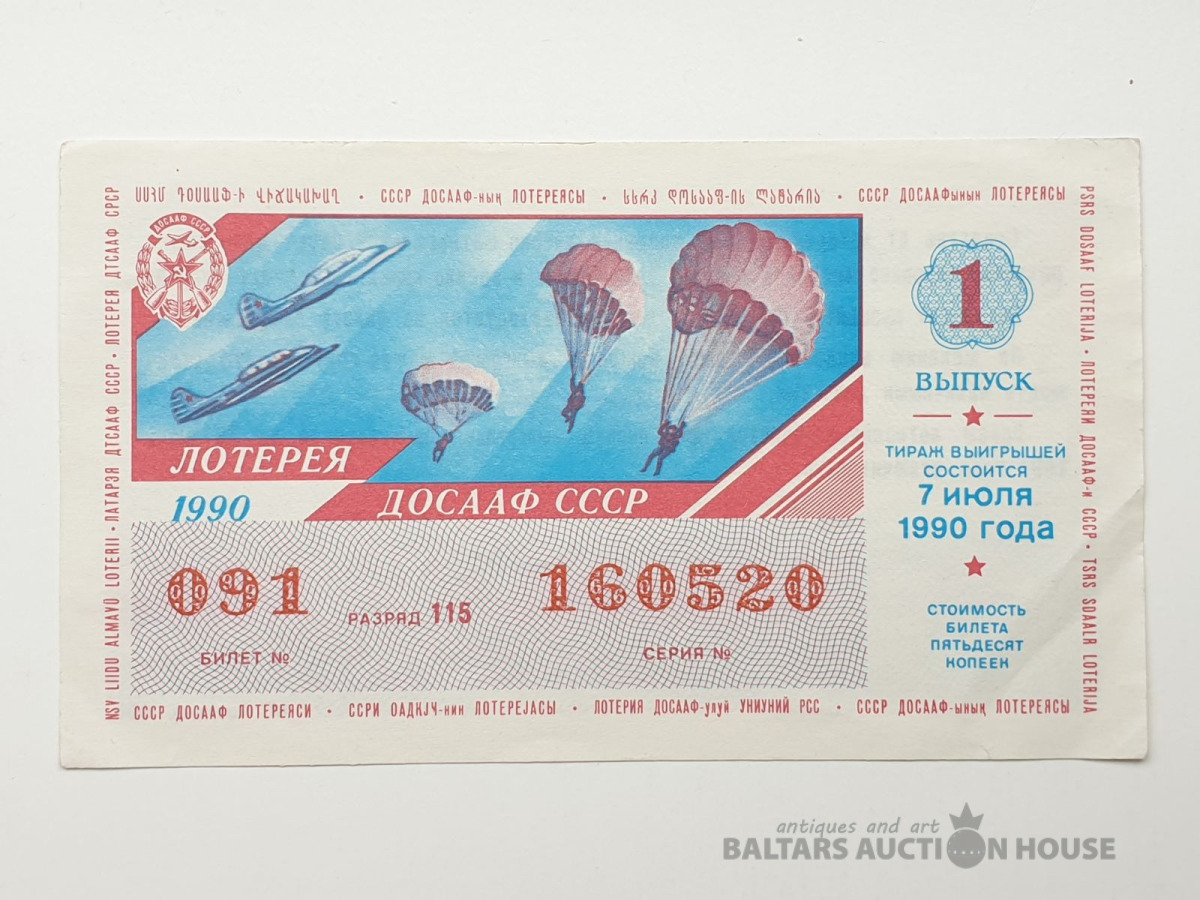 ՍՍՀՄ ԴՕՍԱԱՖ-Ի ՎԻՃԱԿԱԽԱՂ · СССР ДОСААФ-ның ЛОТЕРЕЯСЫ · სსრკ დოსააფ-ის ლატარია · СССР ДОСААФынын ЛОТЕРЕЯСЫ
NSV LIIDU ALMAVÜ LOTERII · ЛАТАРЭЯ ДТСААФ СССР · ЛОТЕРЕЯ ДТСААФ СРСР
ДОСААФ СССР
ЛОТЕРЕЯ
1990
ДОСААФ СССР
091
РАЗРЯД 115
160520
БИЛЕТ №
СЕРИЯ №
1
ВЫПУСК
ТИРАЖ ВЫИГРЫШЕЙ
СОСТОИТСЯ
7 ИЮЛЯ
1990 ГОДА
СТОИМОСТЬ
БИЛЕТА
ПЯТЬДЕСЯТ
КОПЕЕК
PSRS DOSAAF LOTERIJA · ЛОТЕРЕЯИ ДОСААФ-и СССР · TSRS SDAALR LOTERIJA
СССР ДОСААФ ЛОТЕРЕЯСИ · ССРИ ОАДКЈЧ-нин ЛОТЕРЕЈАСЫ · ЛОТЕРИЯ ДОСААФ-улуй УНИУНИЙ РСС · СССР ДОСААФ-ының ЛОТЕРЕЯСЫ
antiques and art
BALTARS AUCTION HOUSE